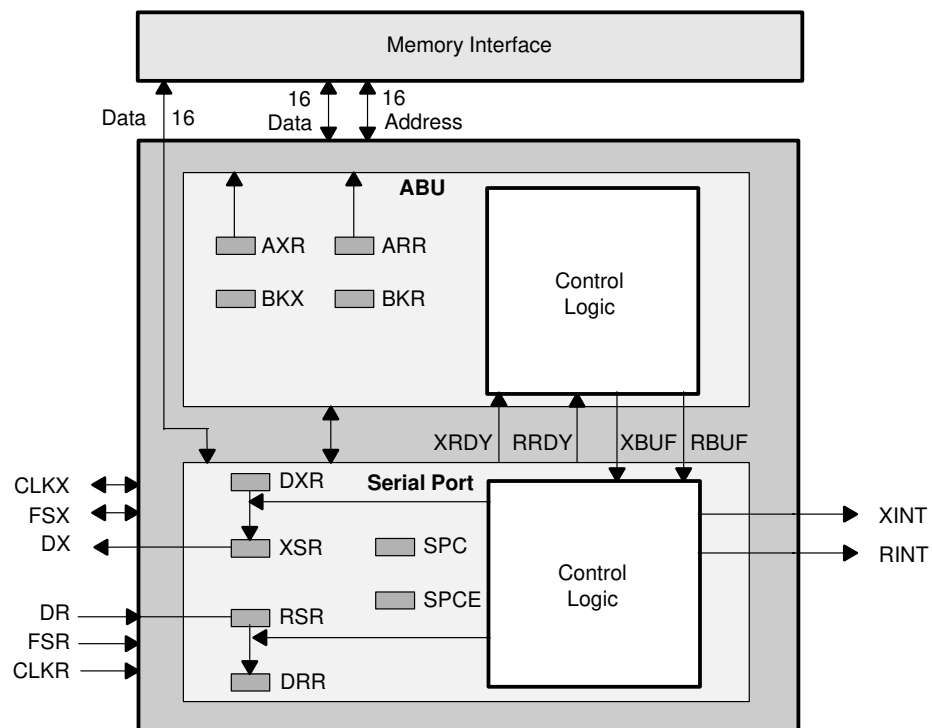 Memory Interface
16
16
Data
16
Data
Address
ABU
AXR
ARR
Control
Logic
BKX
BKR
XRDY
RRDY
XBUF
RBUF
DXR
Serial Port
CLKX
FSX
XINT
DX
XSR
SPC
RINT
Control
Logic
SPCE
DR
RSR
FSR
CLKR
DRR